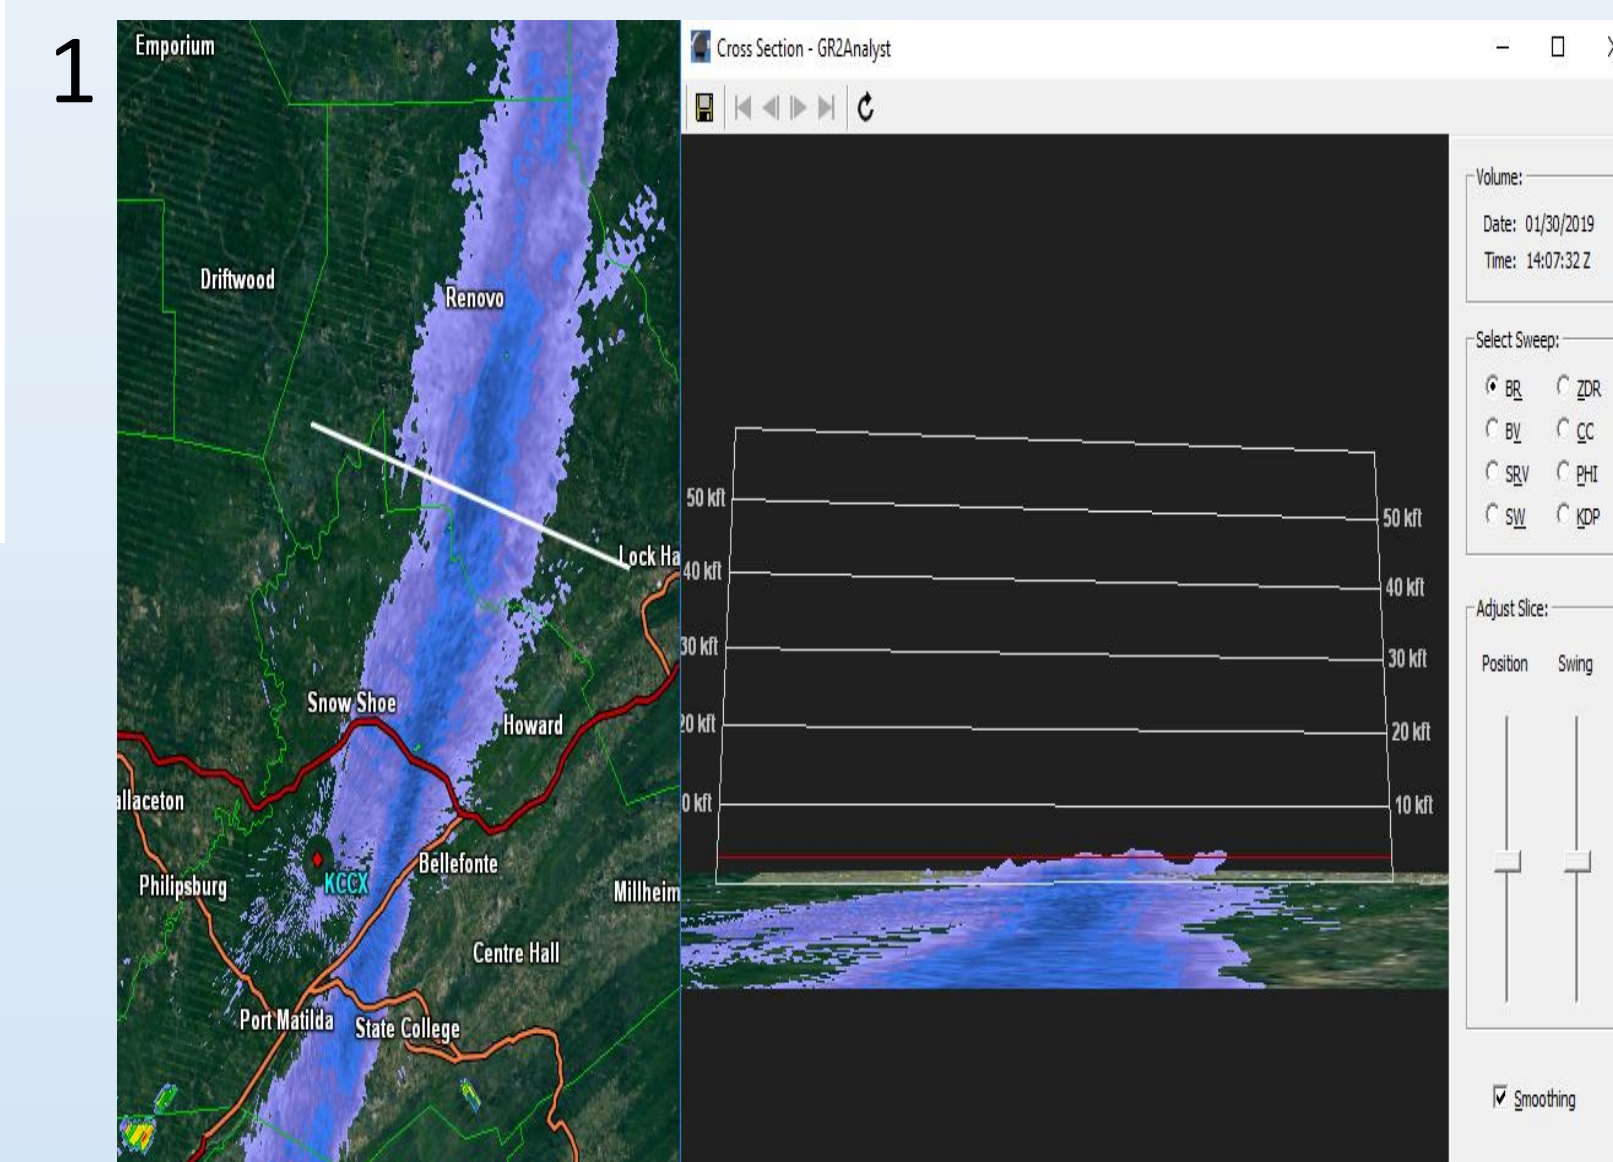 1
Emporium
Driftwood
Renovo
Lock Ha
Snow Shoe
Howard
allaceton
Bellefonte
KCCX
Philipsburg
Millheim
Centre Hall
Port Matilda
State College
Cross Section - GR2Analyst
50 kft
50 kft
40 kft
40 kft
30 kft
30 kft
20 kft
20 kft
0 kft
10 kft
Volume:
Date: 01/30/2019
Time: 14:07:32 Z
Select Sweep:
BR ZDR
BV CC
SRV PHI
SW KDP
Adjust Slice:
Position Swing
Smoothing